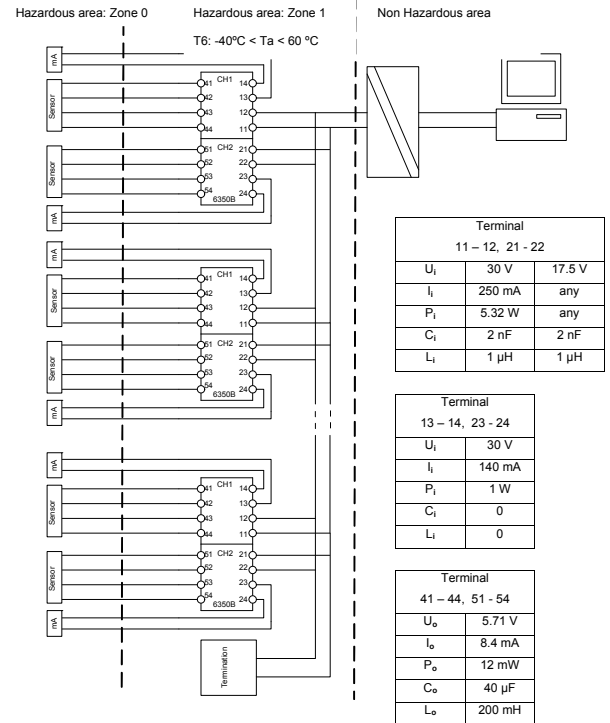 Hazardous area: Zone 0
Hazardous area: Zone 1
Non Hazardous area
T6: -40ºC < Ta < 60 ºC
mA
Sensor
41 CH1 14
42 13
43 12
44 11
Sensor
51 CH2 21
52 22
53 23
54 24
6350B
mA
mA
Sensor
41 CH1 14
42 13
43 12
44 11
Sensor
51 CH2 21
52 22
53 23
54 24
6350B
mA
mA
Sensor
41 CH1 14
42 13
43 12
44 11
Sensor
51 CH2 21
52 22
53 23
54 24
6350B
mA
Termination
Terminal
11 – 12, 21 - 22
Ui 30 V 17.5 V
Ii 250 mA any
Pi 5.32 W any
Ci 2 nF 2 nF
Li 1 µH 1 µH
Terminal
13 – 14, 23 - 24
Ui 30 V
Ii 140 mA
Pi 1 W
Ci 0
Li 0
Terminal
41 – 44, 51 - 54
Uo 5.71 V
Io 8.4 mA
Po 12 mW
Co 40 µF
Lo 200 mH